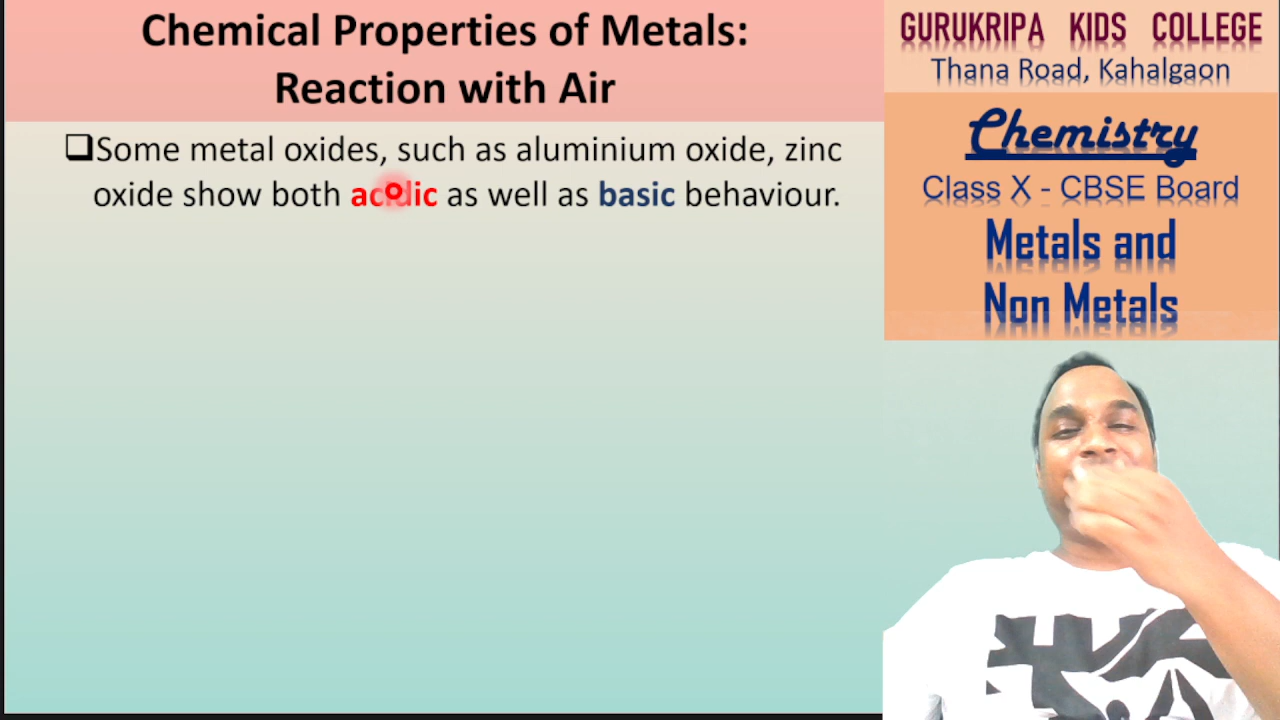 Chemical Properties of Metals:
Reaction with Air
❑Some metal oxides, such as aluminium oxide, zinc
oxide show both acidic as well as basic behaviour.
GURUKRIPA KIDS COLLEGE
Thana Road, Kahalgaon
Chemistry
Class X - CBSE Board
Metals and
Non Metals